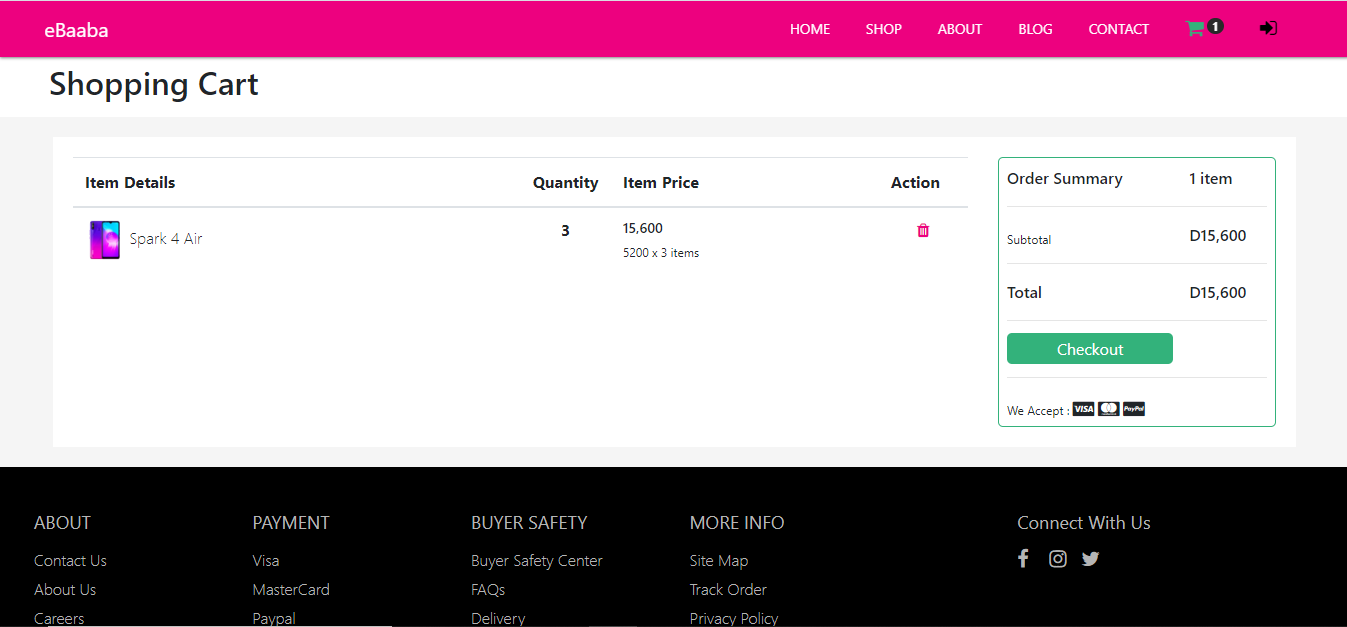 eBaaba HOME SHOP ABOUT BLOG CONTACT 1
Shopping Cart
Item Details Quantity Item Price Action
Spark 4 Air 3 15,600
5200 x 3 items
Order Summary 1 item
Subtotal D15,600
Total D15,600
Checkout
We Accept : VISA PayPal
ABOUT PAYMENT BUYER SAFETY MORE INFO Connect With Us
Contact Us Visa Buyer Safety Center Site Map
About Us MasterCard FAQs Track Order
Careers Paypal Delivery Privacy Policy